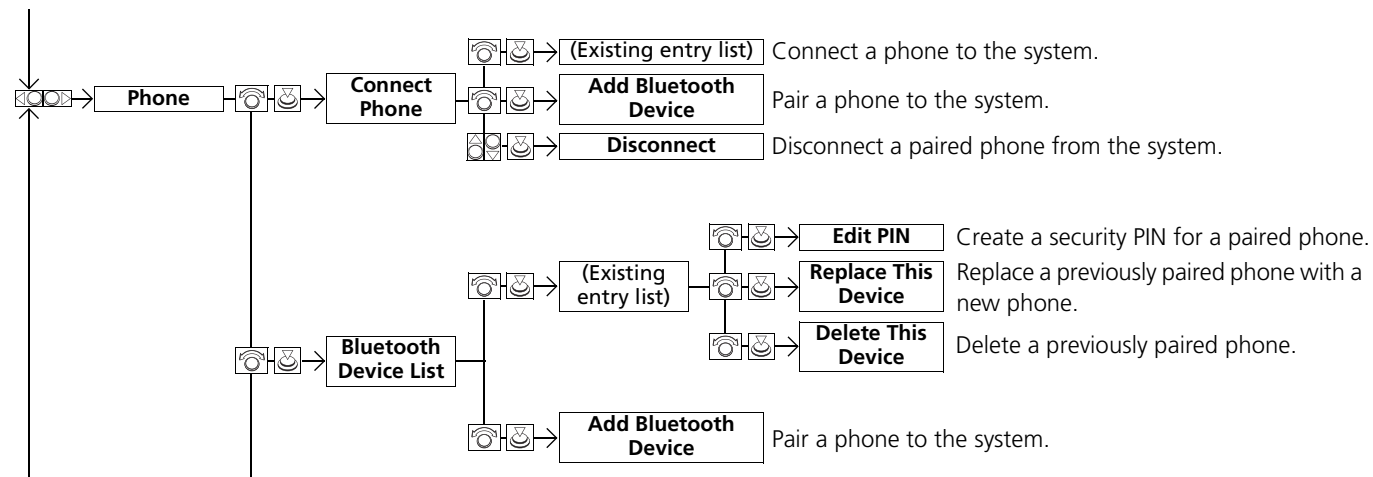 (Existing entry list) Connect a phone to the system.
Phone
Connect
Phone
Add Bluetooth
Device
Pair a phone to the system.
Disconnect Disconnect a paired phone from the system.
Edit PIN Create a security PIN for a paired phone.
(Existing
entry list)
Replace This
Device
Replace a previously paired phone with a
new phone.
Delete This
Device
Delete a previously paired phone.
Bluetooth
Device List
Add Bluetooth
Device
Pair a phone to the system.